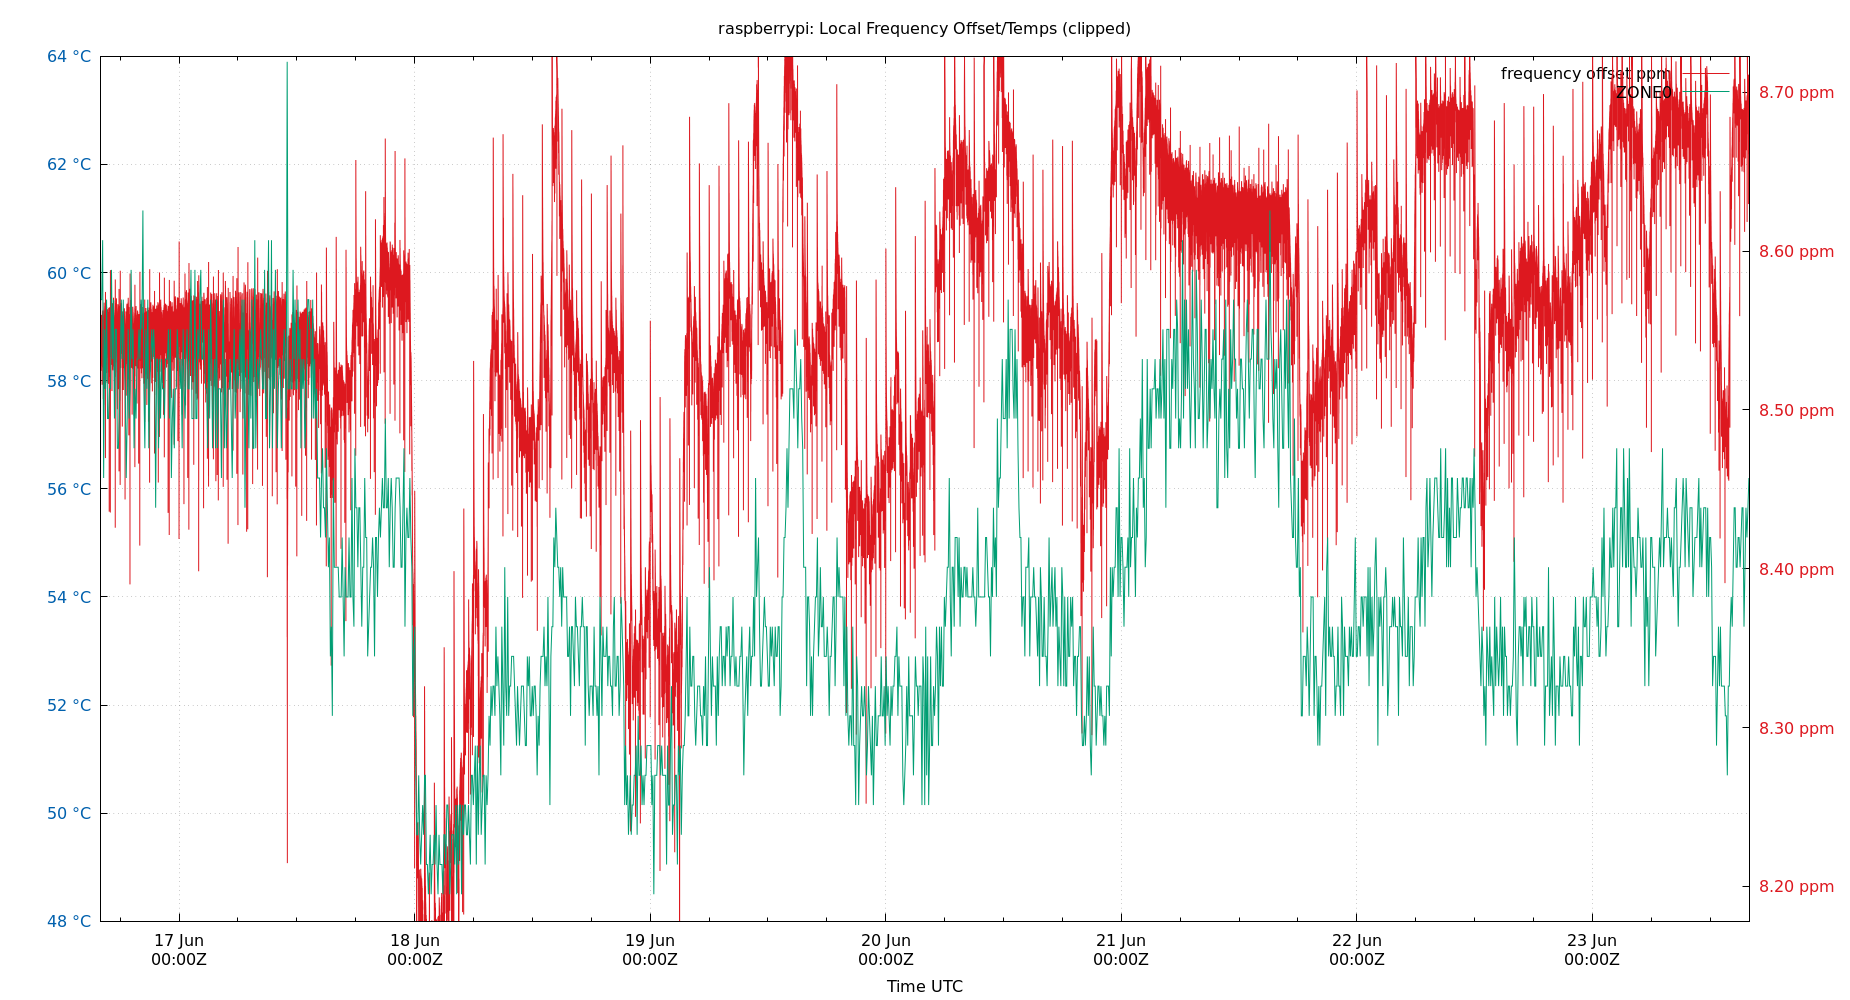 raspberrypi: Local Frequency Offset/Temps (clipped)
64 °C
62 °C
60 °C
58 °C
56 °C
54 °C
52 °C
50 °C
48 °C
frequency offset ppm
ZONE0
8.70 ppm
8.60 ppm
8.50 ppm
8.40 ppm
8.30 ppm
8.20 ppm
17 Jun
00:00Z
18 Jun
00:00Z
19 Jun
00:00Z
20 Jun
00:00Z
21 Jun
00:00Z
22 Jun
00:00Z
23 Jun
00:00Z
Time UTC